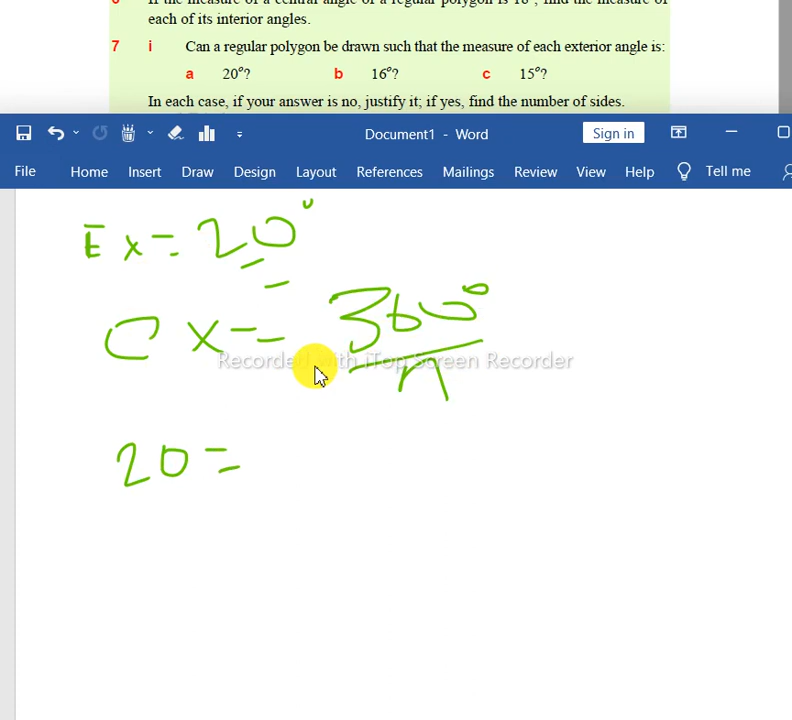 each of its interior angles.
7 i Can a regular polygon be drawn such that the measure of each exterior angle is:
a 20°? b 16°? c 15°?
In each case, if your answer is no, justify it; if yes, find the number of sides.
Document1 - Word
Sign in
File Home Insert Draw Design Layout References Mailings Review View Help Tell me
Ex = 20°
Cx = 360°
n
Recorded with iTop Screen Recorder
20 =